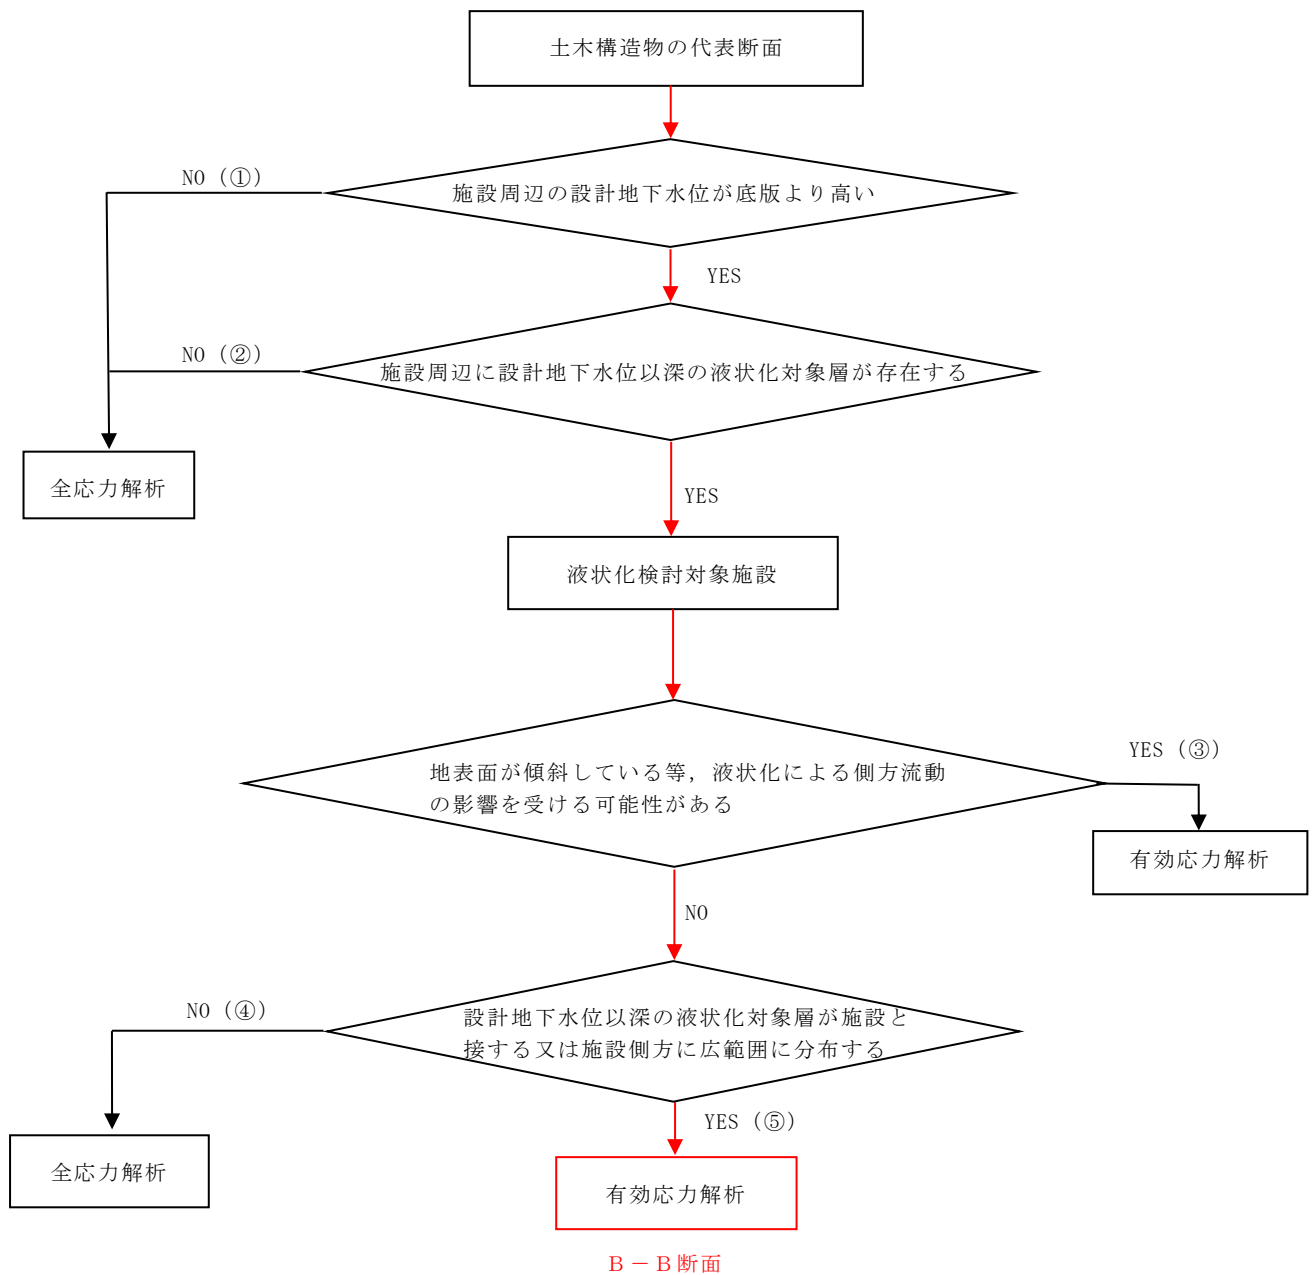 土木構造物の代表断面
NO（①）
施設周辺の設計地下水位が底版より高い
YES
NO（②）
施設周辺に設計地下水位以深の液状化対象層が存在する
全応力解析
YES
液状化検討対象施設
YES（③）
地表面が傾斜している等，液状化による側方流動
の影響を受ける可能性がある
有効応力解析
NO
NO（④）
設計地下水位以深の液状化対象層が施設と
接する又は施設側方に広範囲に分布する
YES（⑤）
全応力解析
有効応力解析
Ｂ－Ｂ断面